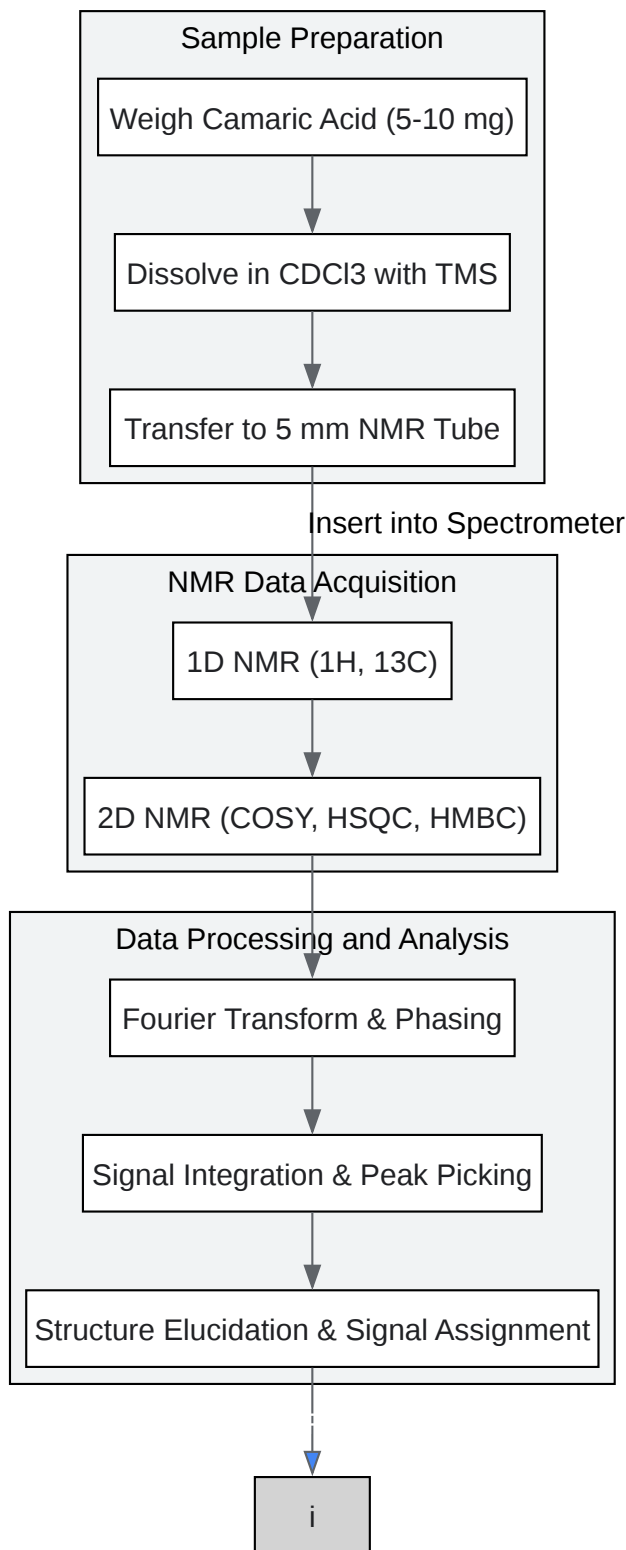 Sample Preparation
Weigh Camaric Acid (5-10 mg)
Dissolve in CDCl3 with TMS
Transfer to 5 mm NMR Tube
Insert into Spectrometer
NMR Data Acquisition
1D NMR (1H, 13C)
2D NMR (COSY, HSQC, HMBC)
Data Processing and Analysis
Fourier Transform & Phasing
Signal Integration & Peak Picking
Structure Elucidation & Signal Assignment
i